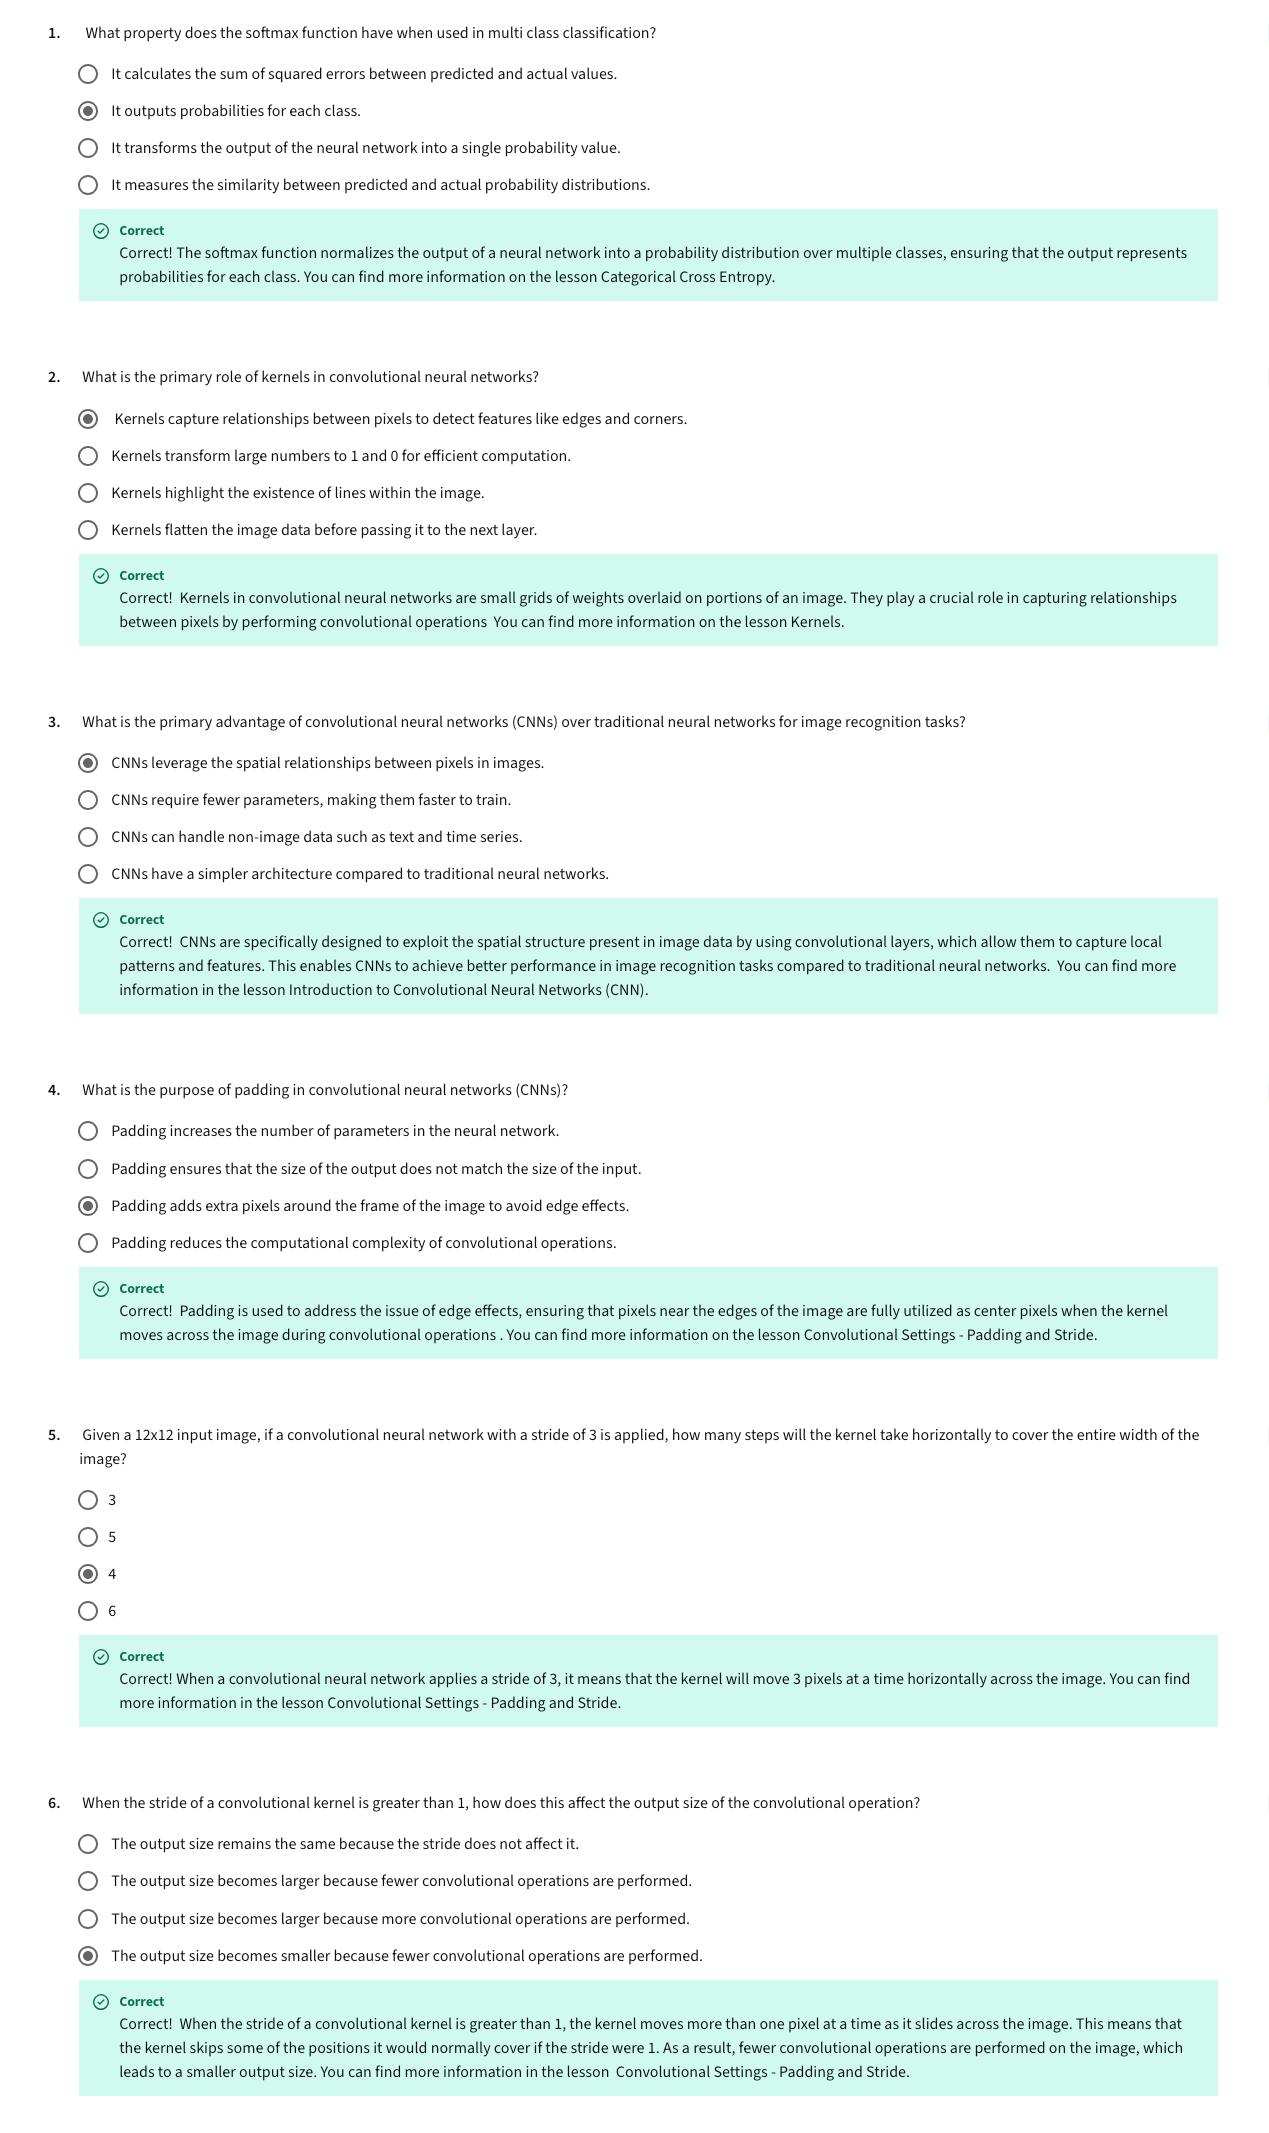 1. What property does the softmax function have when used in multi class classification?
It calculates the sum of squared errors between predicted and actual values.
It outputs probabilities for each class.
It transforms the output of the neural network into a single probability value.
It measures the similarity between predicted and actual probability distributions.
Correct
Correct! The softmax function normalizes the output of a neural network into a probability distribution over multiple classes, ensuring that the output represents
probabilities for each class. You can find more information on the lesson Categorical Cross Entropy.
2. What is the primary role of kernels in convolutional neural networks?
Kernels capture relationships between pixels to detect features like edges and corners.
Kernels transform large numbers to 1 and 0 for efficient computation.
Kernels highlight the existence of lines within the image.
Kernels flatten the image data before passing it to the next layer.
Correct
Correct! Kernels in convolutional neural networks are small grids of weights overlaid on portions of an image. They play a crucial role in capturing relationships
between pixels by performing convolutional operations You can find more information on the lesson Kernels.
3. What is the primary advantage of convolutional neural networks (CNNs) over traditional neural networks for image recognition tasks?
CNNs leverage the spatial relationships between pixels in images.
CNNs require fewer parameters, making them faster to train.
CNNs can handle non-image data such as text and time series.
CNNs have a simpler architecture compared to traditional neural networks.
Correct
Correct! CNNs are specifically designed to exploit the spatial structure present in image data by using convolutional layers, which allow them to capture local
patterns and features. This enables CNNs to achieve better performance in image recognition tasks compared to traditional neural networks. You can find more
information in the lesson Introduction to Convolutional Neural Networks (CNN).
4. What is the purpose of padding in convolutional neural networks (CNNs)?
Padding increases the number of parameters in the neural network.
Padding ensures that the size of the output does not match the size of the input.
Padding adds extra pixels around the frame of the image to avoid edge effects.
Padding reduces the computational complexity of convolutional operations.
Correct
Correct! Padding is used to address the issue of edge effects, ensuring that pixels near the edges of the image are fully utilized as center pixels when the kernel
moves across the image during convolutional operations . You can find more information on the lesson Convolutional Settings - Padding and Stride.
5. Given a 12x12 input image, if a convolutional neural network with a stride of 3 is applied, how many steps will the kernel take horizontally to cover the entire width of the
image?
3
5
4
6
Correct
Correct! When a convolutional neural network applies a stride of 3, it means that the kernel will move 3 pixels at a time horizontally across the image. You can find
more information in the lesson Convolutional Settings - Padding and Stride.
6. When the stride of a convolutional kernel is greater than 1, how does this affect the output size of the convolutional operation?
The output size remains the same because the stride does not affect it.
The output size becomes larger because fewer convolutional operations are performed.
The output size becomes larger because more convolutional operations are performed.
The output size becomes smaller because fewer convolutional operations are performed.
Correct
Correct! When the stride of a convolutional kernel is greater than 1, the kernel moves more than one pixel at a time as it slides across the image. This means that
the kernel skips some of the positions it would normally cover if the stride were 1. As a result, fewer convolutional operations are performed on the image, which
leads to a smaller output size. You can find more information in the lesson Convolutional Settings - Padding and Stride.